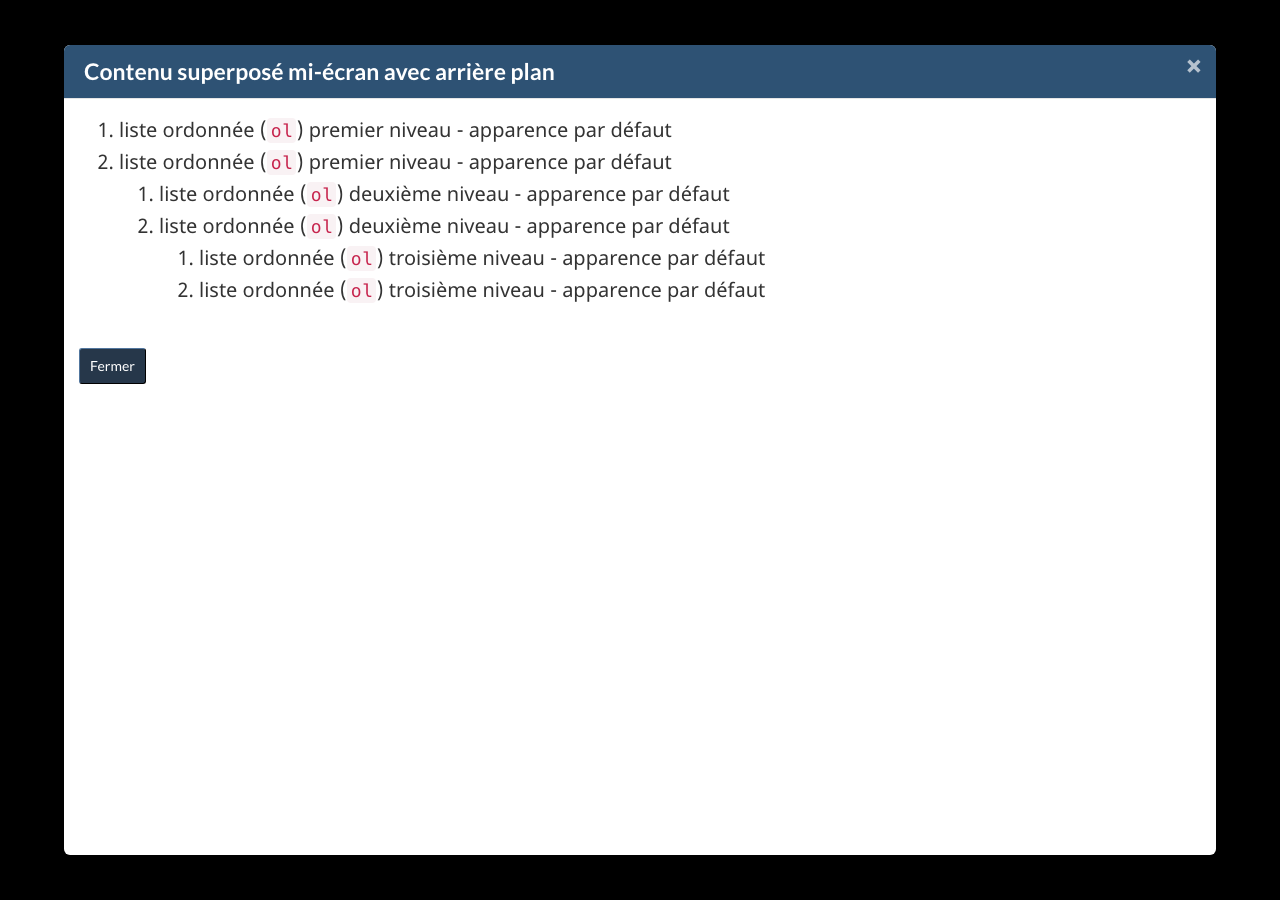 Contenu superposé mi-écran avec arrière plan ×
1. liste ordonnée (ol) premier niveau - apparence par défaut
2. liste ordonnée (ol) premier niveau - apparence par défaut
1. liste ordonnée (ol) deuxième niveau - apparence par défaut
2. liste ordonnée (ol) deuxième niveau - apparence par défaut
1. liste ordonnée (ol) troisième niveau - apparence par défaut
2. liste ordonnée (ol) troisième niveau - apparence par défaut
Fermer